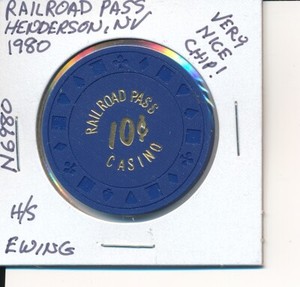 RAILROAD PASS,
HENDERSON, NV
1980
VERY
NICE
CHIP!
N6980
RAILROAD PASS
10¢
CASINO
H/S
EWING